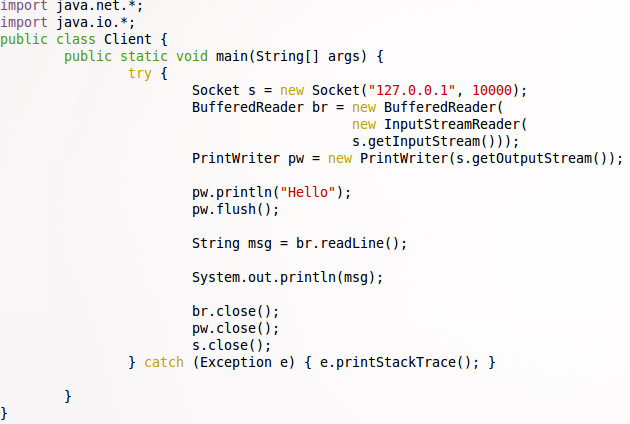 import java.net.*;
import java.io.*;
public class Client {
        public static void main(String[] args) {
                try {
                        Socket s = new Socket("127.0.0.1", 10000);
                        BufferedReader br = new BufferedReader(
                                            new InputStreamReader(
                                            s.getInputStream()));
                        PrintWriter pw = new PrintWriter(s.getOutputStream());

                        pw.println("Hello");
                        pw.flush();

                        String msg = br.readLine();

                        System.out.println(msg);

                        br.close();
                        pw.close();
                        s.close();
                } catch (Exception e) { e.printStackTrace(); }

        }
}